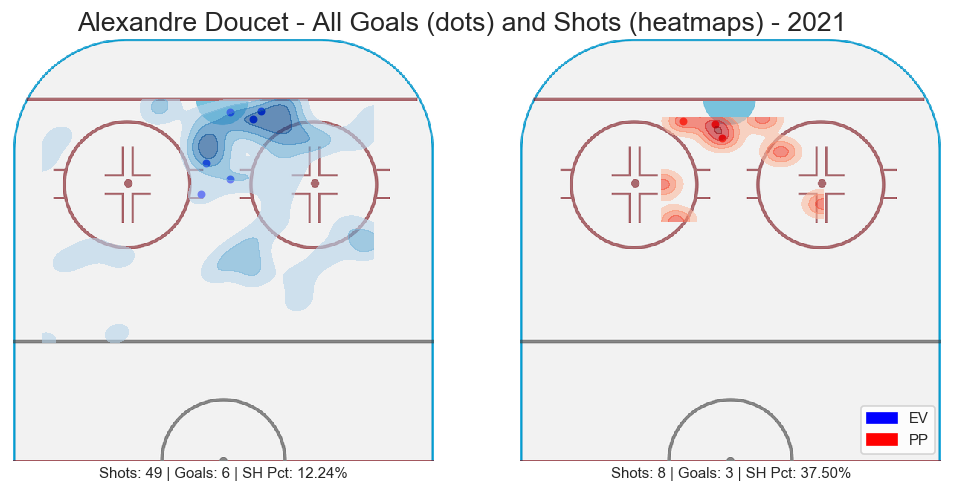 Alexandre Doucet - All Goals (dots) and Shots (heatmaps) - 2021
EV
PP
Shots: 49 | Goals: 6 | SH Pct: 12.24%
Shots: 8 | Goals: 3 | SH Pct: 37.50%